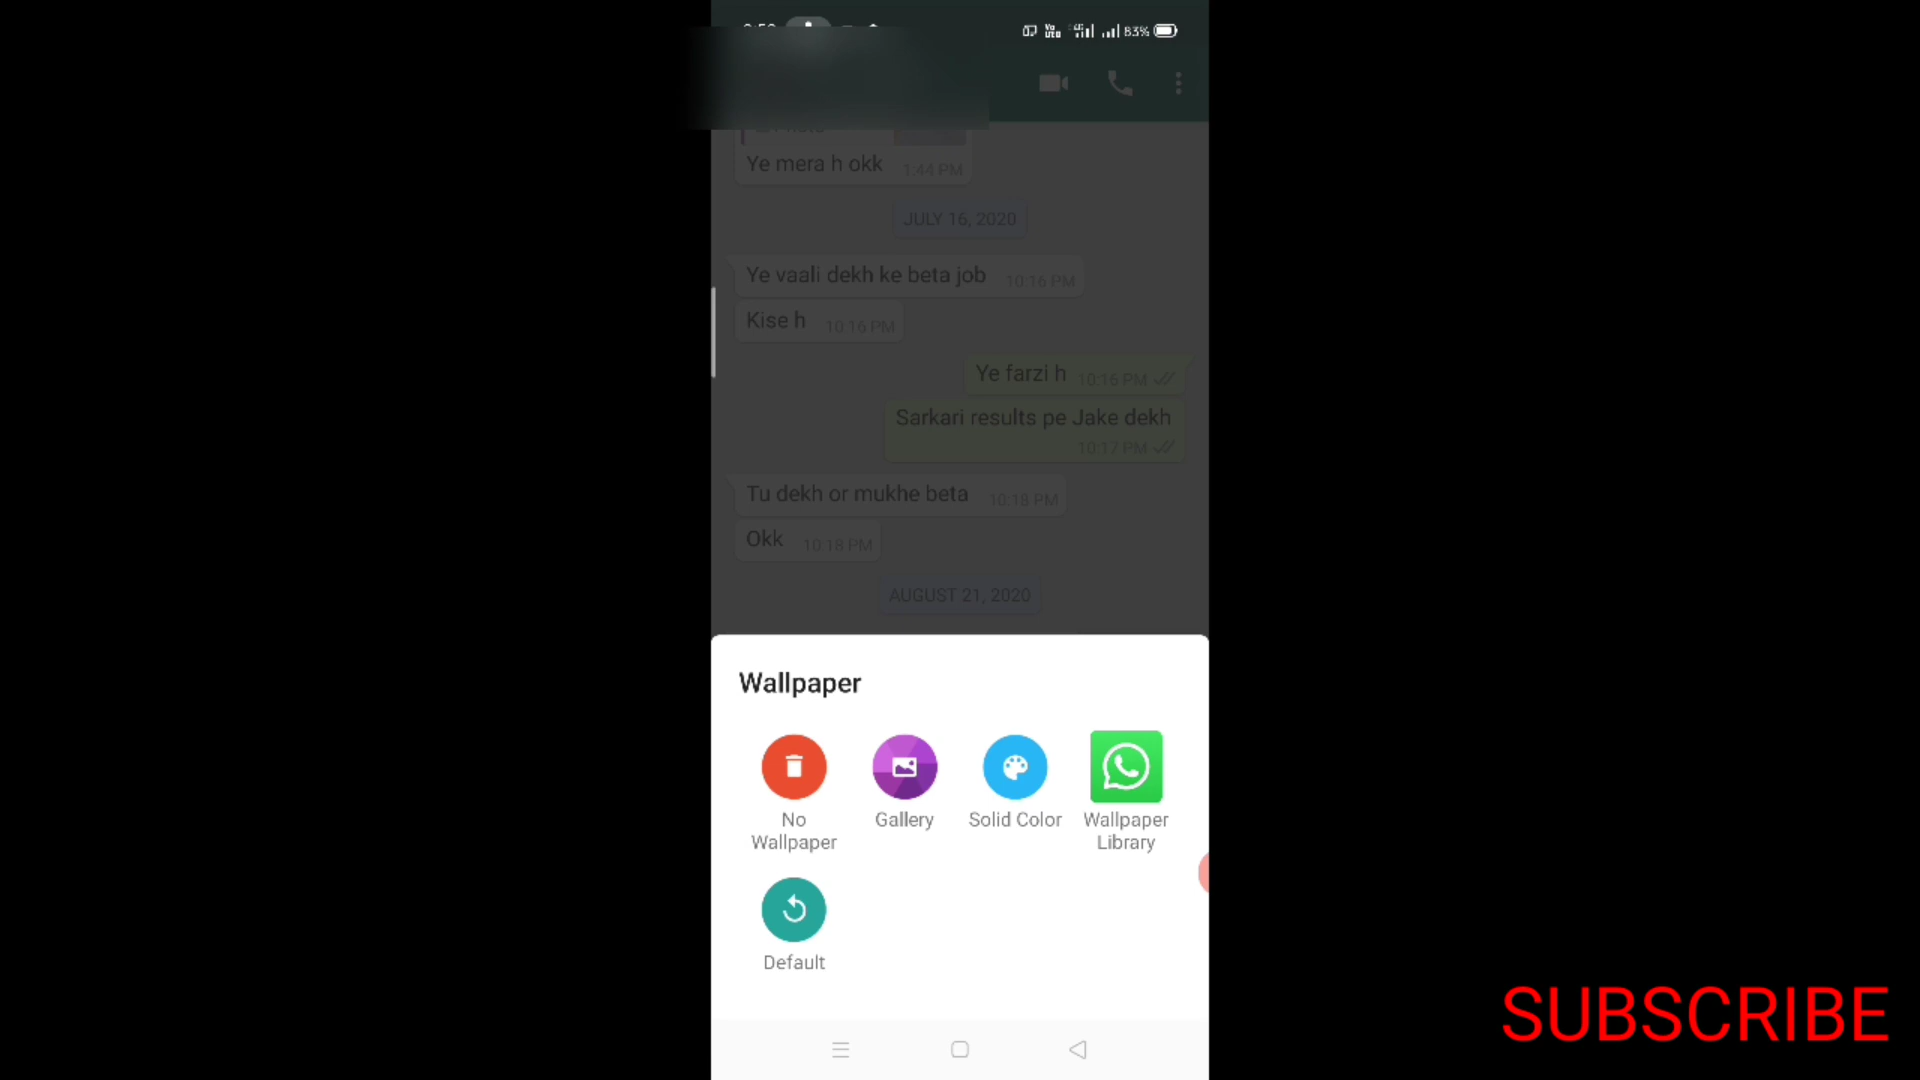 83%
Ye mera h okk 1:44 PM
JULY 16, 2020
Ye vaali dekh ke beta job 10:16 PM
Kise h 10:16 PM
Ye farzi h 10:16 PM
Sarkari results pe Jake dekh
10:17 PM
Tu dekh or mukhe beta 10:18 PM
Okk 10:18 PM
AUGUST 21, 2020
Wallpaper
No
Wallpaper
Gallery
Solid Color
Wallpaper
Library
Default
SUBSCRIBE